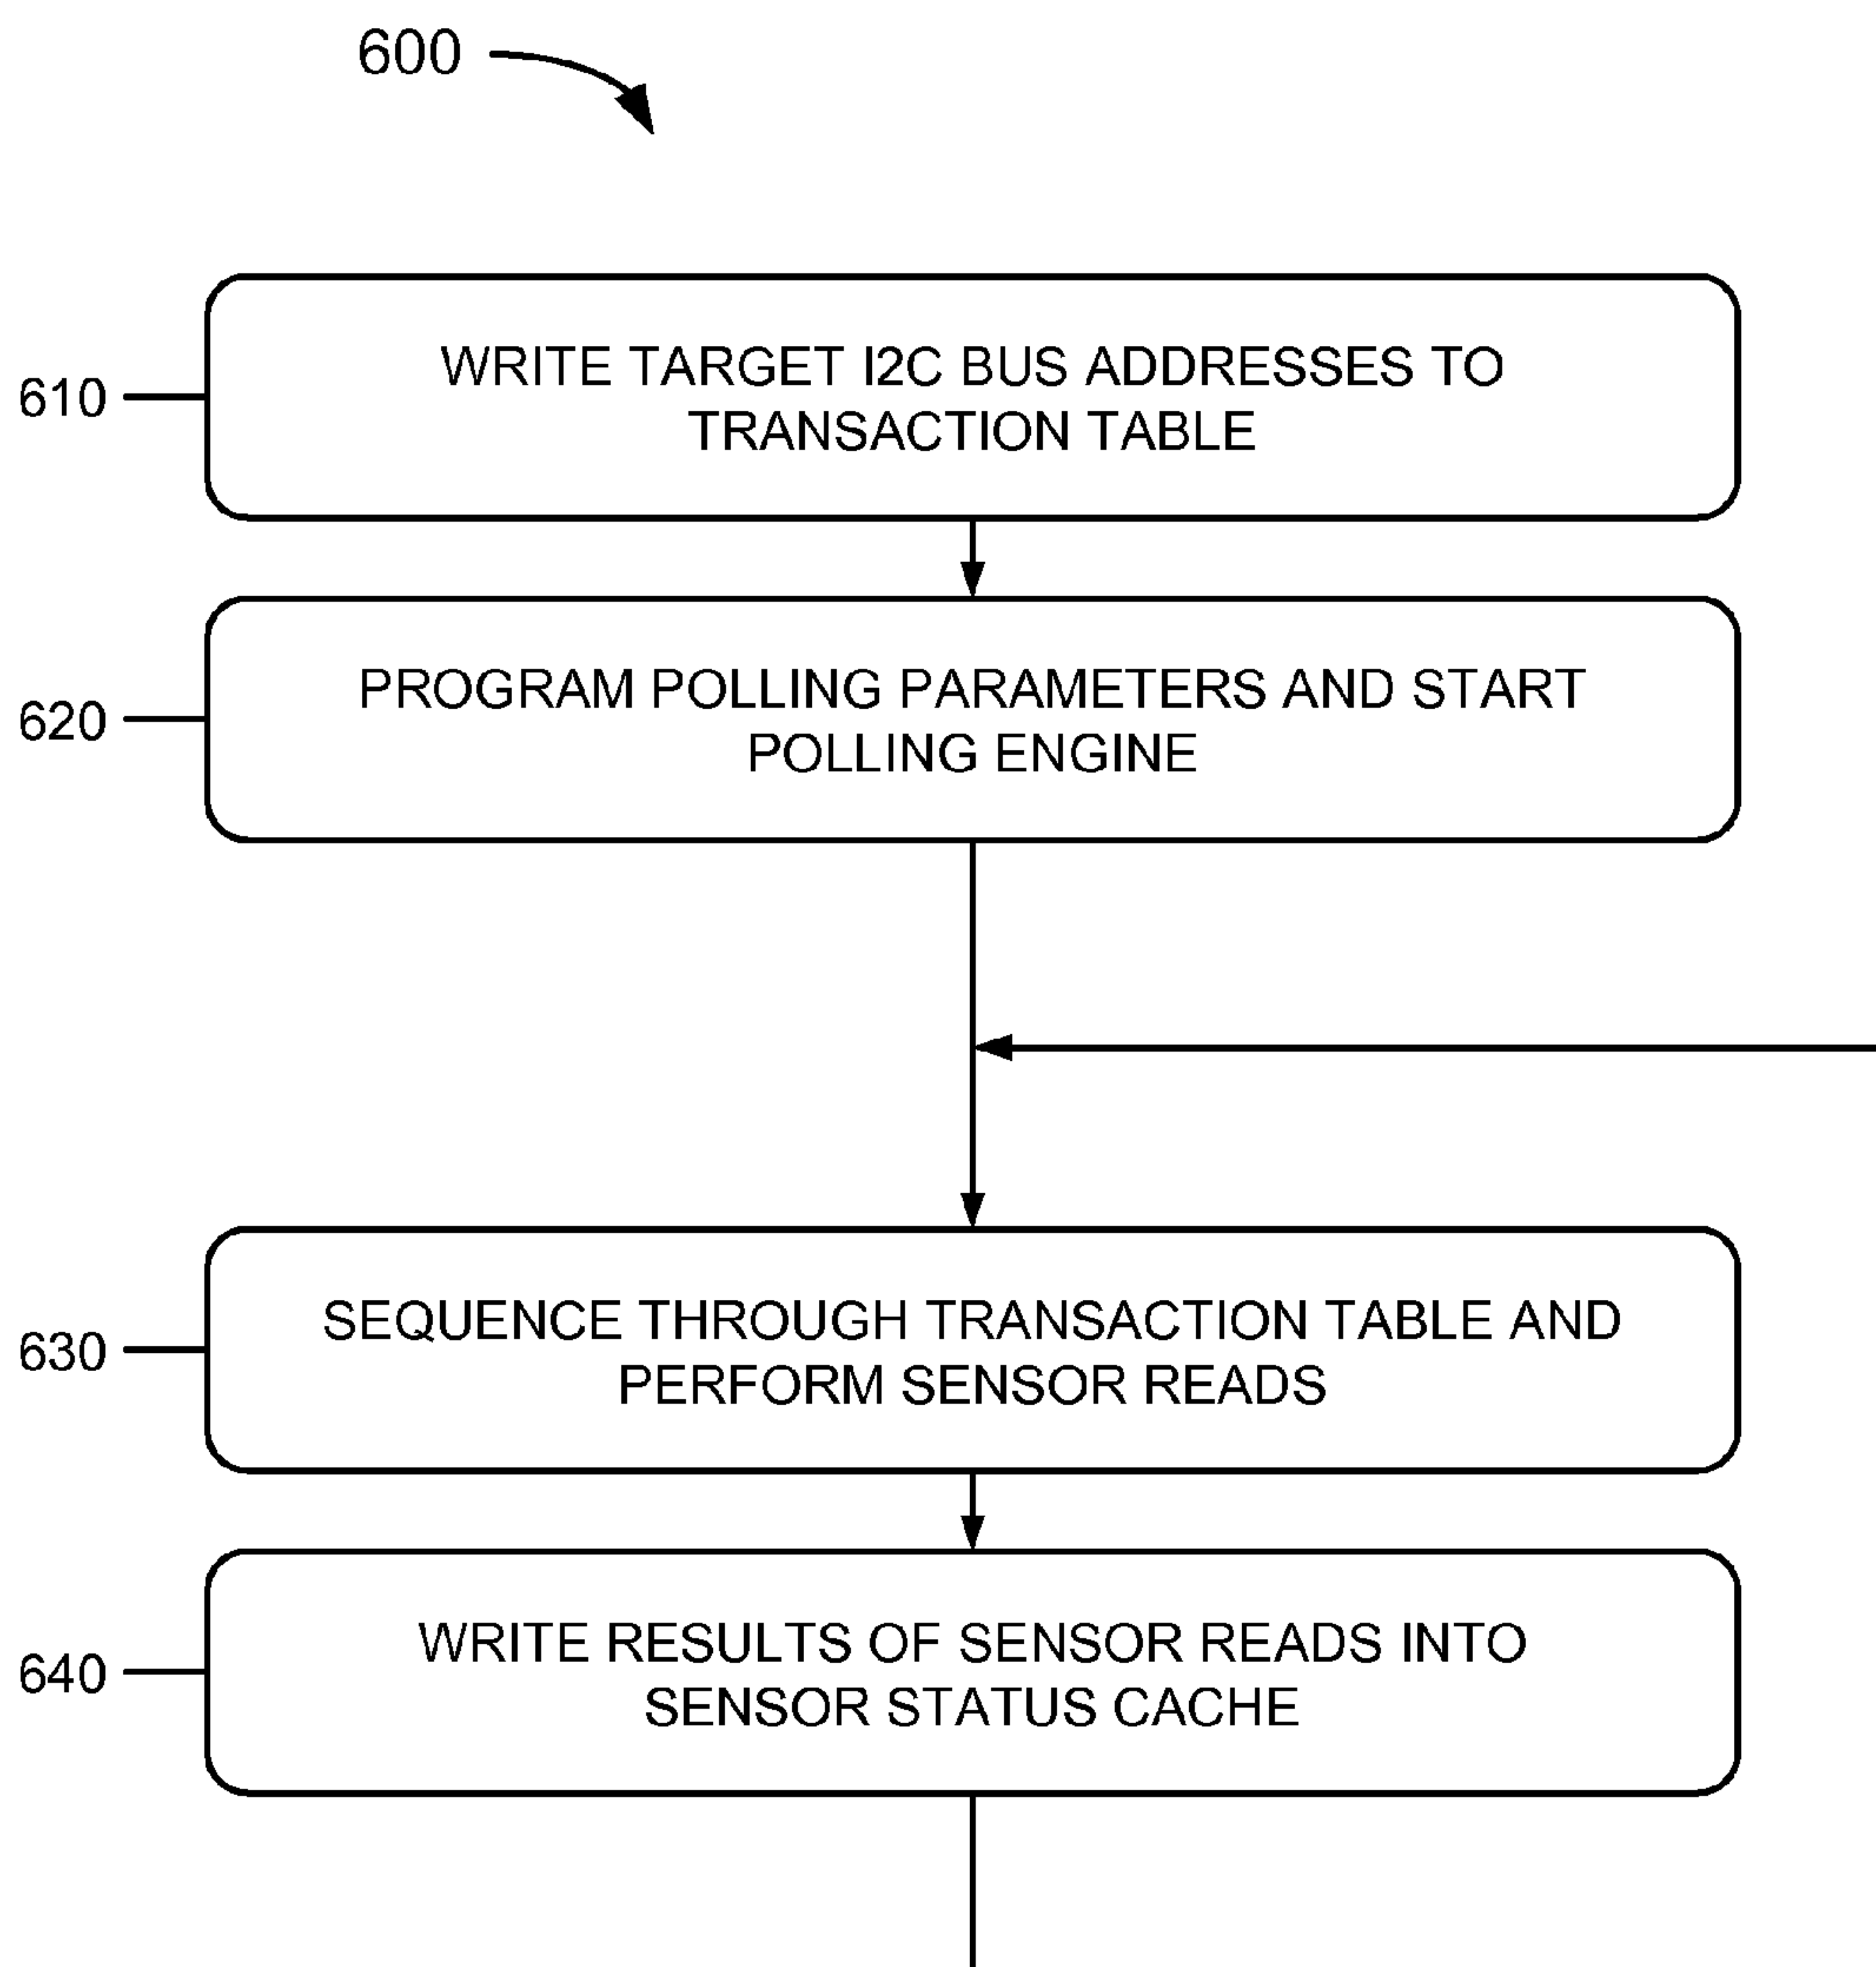 600
610
WRITE TARGET I2C BUS ADDRESSES TO
TRANSACTION TABLE
620
PROGRAM POLLING PARAMETERS AND START
POLLING ENGINE
630
SEQUENCE THROUGH TRANSACTION TABLE AND
PERFORM SENSOR READS
640
WRITE RESULTS OF SENSOR READS INTO
SENSOR STATUS CACHE